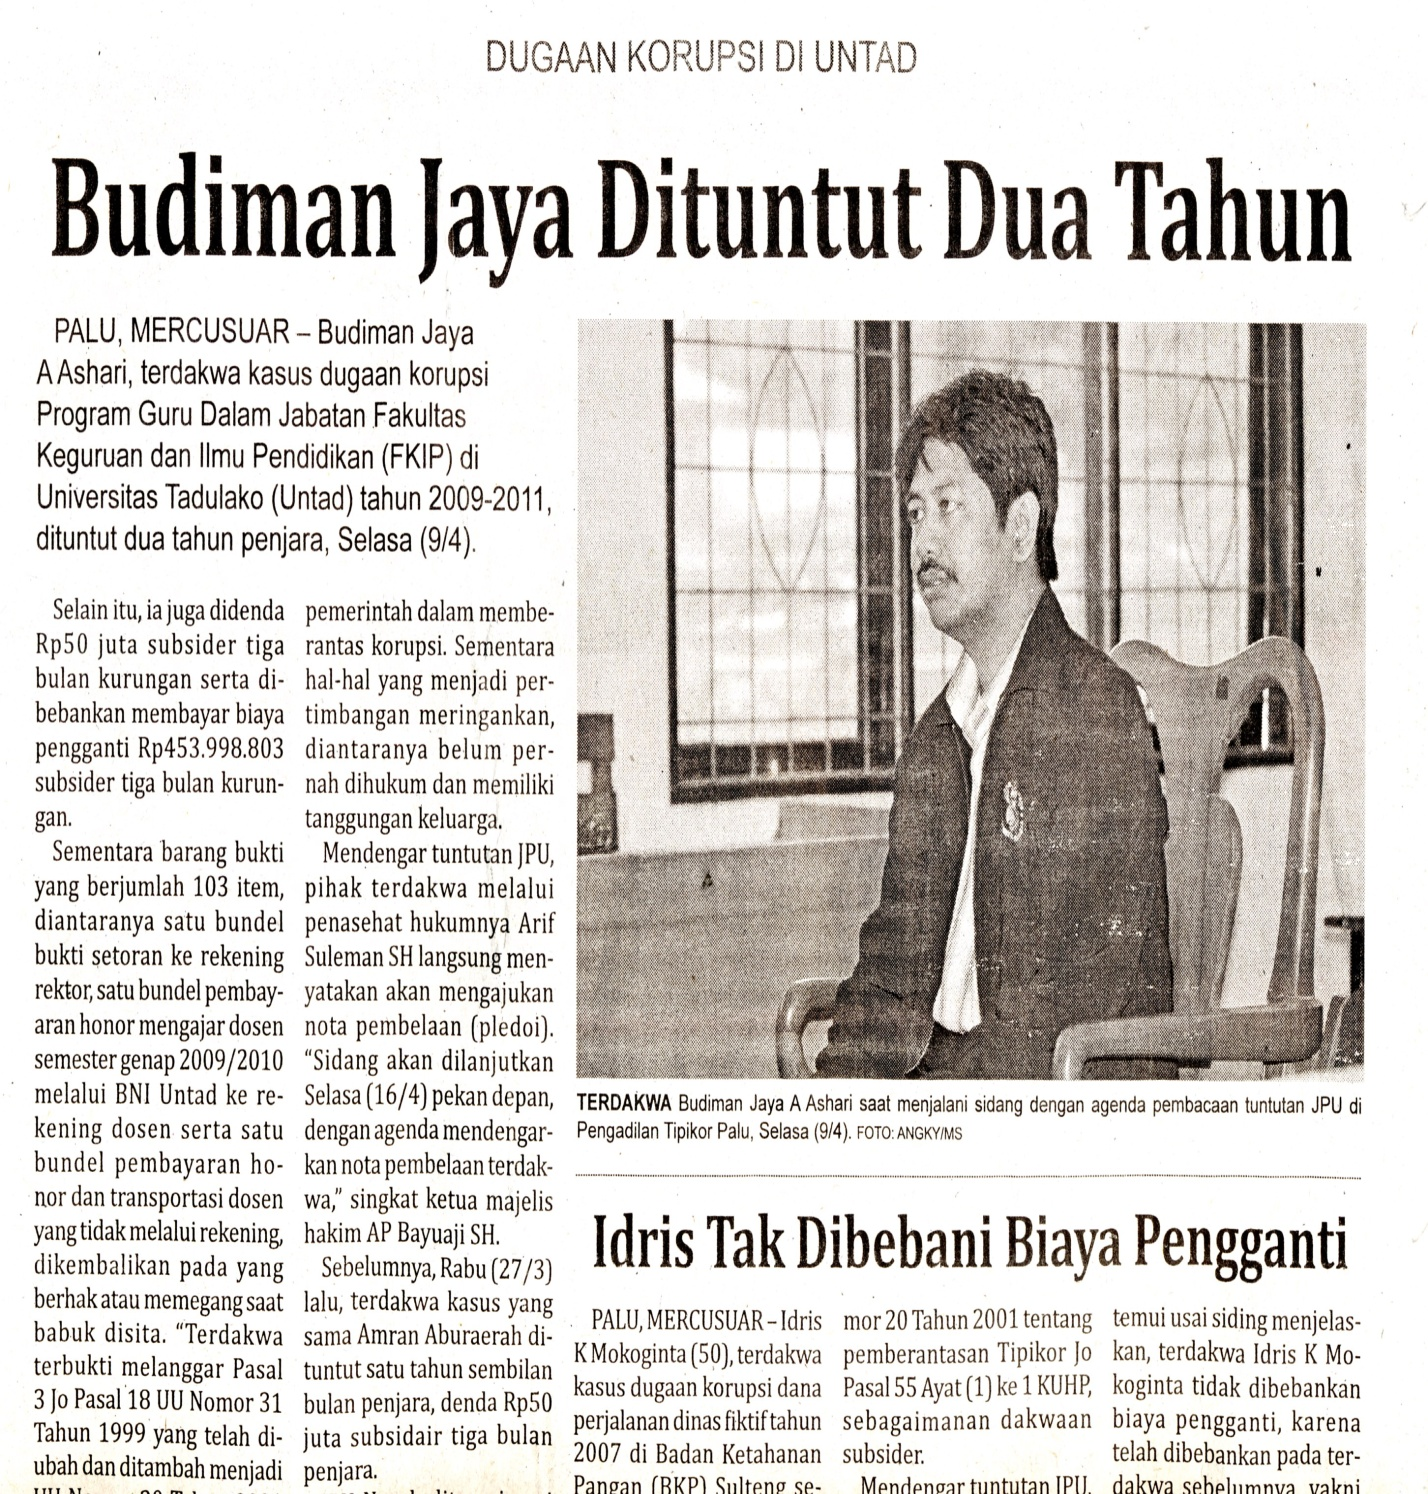 DUGAAN KORUPSI DI UNTAD
Budiman Jaya Dituntut Dua Tahun
PALU, MERCUSUAR – Budiman Jaya
A Ashari, terdakwa kasus dugaan korupsi
Program Guru Dalam Jabatan Fakultas
Keguruan dan Ilmu Pendidikan (FKIP) di
Universitas Tadulako (Untad) tahun 2009-2011,
dituntut dua tahun penjara, Selasa (9/4).
Selain itu, ia juga didenda
Rp50 juta subsider tiga
bulan kurungan serta di-
bebankan membayar biaya
pengganti Rp453.998.803
subsider tiga bulan kurun-
gan.
Sementara barang bukti
yang berjumlah 103 item,
diantaranya satu bundel
bukti setoran ke rekening
rektor, satu bundel pembay-
aran honor mengajar dosen
semester genap 2009/2010
melalui BNI Untad ke re-
kening dosen serta satu
bundel pembayaran ho-
nor dan transportasi dosen
yang tidak melalui rekening,
dikembalikan pada yang
berhak atau memegang saat
babuk disita. “Terdakwa
terbukti melanggar Pasal
3 Jo Pasal 18 UU Nomor 31
Tahun 1999 yang telah di-
ubah dan ditambah menjadi
pemerintah dalam membe-
rantas korupsi. Sementara
hal-hal yang menjadi per-
timbangan meringankan,
diantaranya belum per-
nah dihukum dan memiliki
tanggungan keluarga.
Mendengar tuntutan JPU,
pihak terdakwa melalui
penasehat hukumnya Arif
Suleman SH langsung men-
yatakan akan mengajukan
nota pembelaan (pledoi).
“Sidang akan dilanjutkan
Selasa (16/4) pekan depan,
dengan agenda mendengar-
kan nota pembelaan terdak-
wa,” singkat ketua majelis
hakim AP Bayuaji SH.
Sebelumnya, Rabu (27/3)
lalu, terdakwa kasus yang
sama Amran Aburaerah di-
tuntut satu tahun sembilan
bulan penjara, denda Rp50
juta subsidair tiga bulan
penjara.
TERDAKWA Budiman Jaya A Ashari saat menjalani sidang dengan agenda pembacaan tuntutan JPU di
Pengadilan Tipikor Palu, Selasa (9/4). FOTO: ANGKY/MS
Idris Tak Dibebani Biaya Pengganti
PALU, MERCUSUAR – Idris
K Mokoginta (50), terdakwa
kasus dugaan korupsi dana
perjalanan dinas fiktif tahun
2007 di Badan Ketahanan
Pangan (BKP) Sulteng se-
mor 20 Tahun 2001 tentang
pemberantasan Tipikor Jo
Pasal 55 Ayat (1) ke 1 KUHP,
sebagaimana dakwaan
subsider.
Mendengar tuntutan JPU,
temui usai siding menjelas-
kan, terdakwa Idris K Mo-
koginta tidak dibebankan
biaya pengganti, karena
telah dibebankan pada ter-
dakwa sebelumnya, yakni